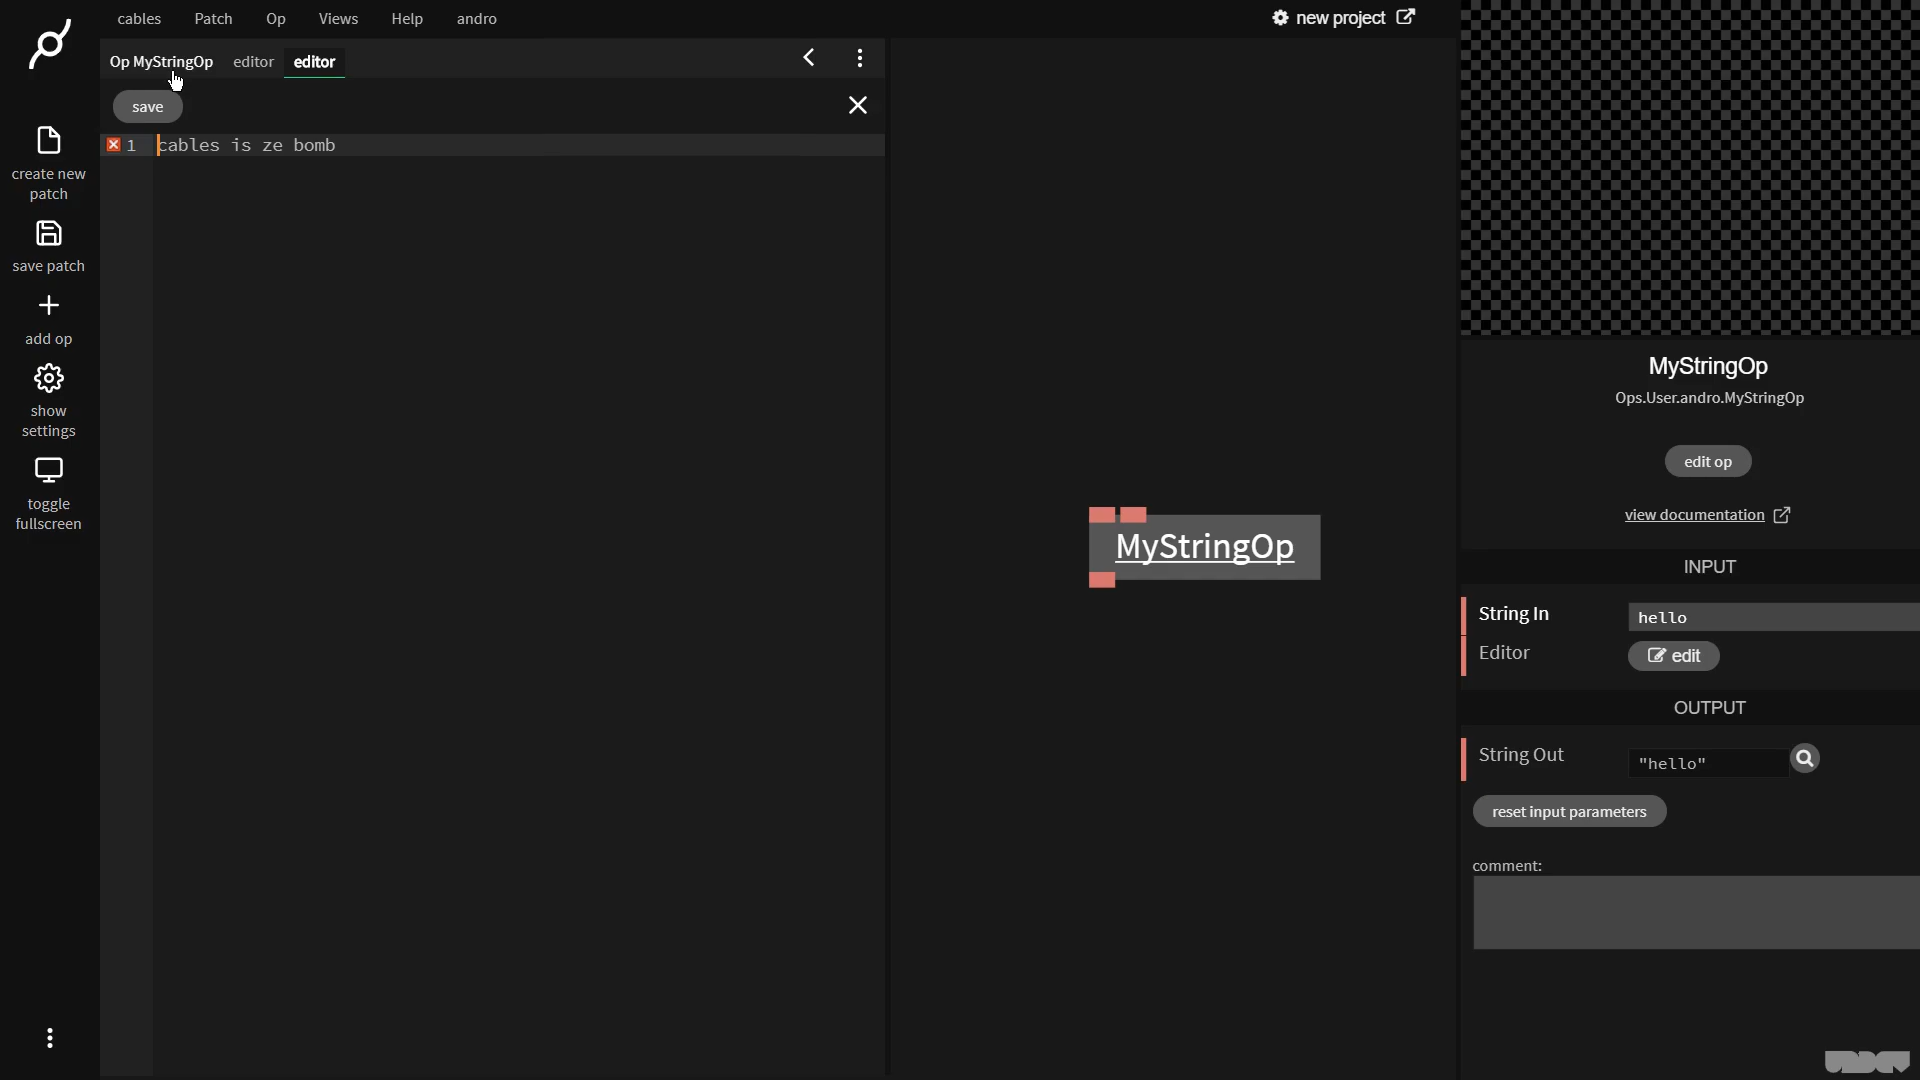 cables Patch Op Views Help andro new project
Op MyStringOp editor editor
save
1 cables is ze bomb
create new
patch
save patch
add op
show
settings
toggle
fullscreen
MyStringOp
MyStringOp
Ops.User.andro.MyStringOp
edit op
view documentation
INPUT
String In hello
Editor edit
OUTPUT
String Out "hello"
reset input parameters
comment: